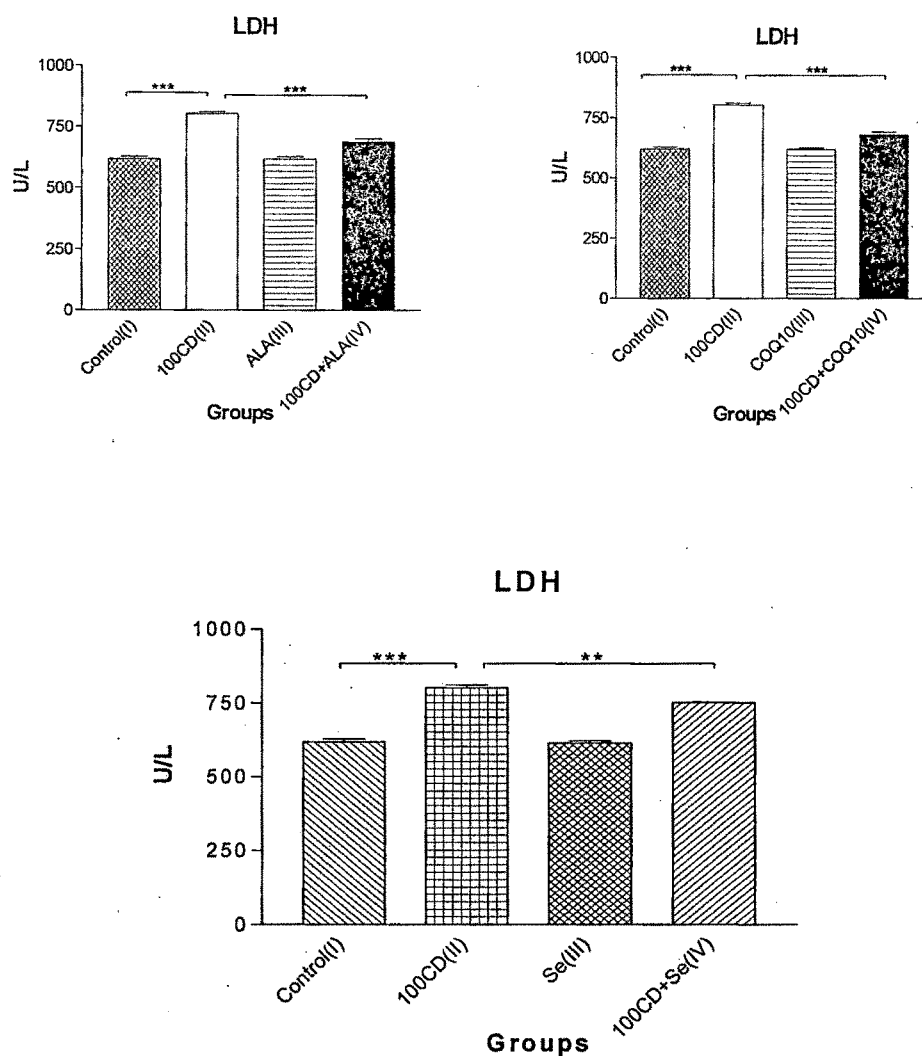 LDH
1000
750
500
250
0
U/L
***
***
Control(I)
100CD(II)
ALA(III)
100CD+ALA(IV)
Groups
LDH
1000
750
500
250
0
U/L
***
***
Control(I)
100CD(II)
COQ10(III)
100CD+COQ10(IV)
Groups
LDH
1000
750
500
250
0
U/L
***
**
Control(I)
100CD(II)
Se(III)
100CD+Se(IV)
Groups